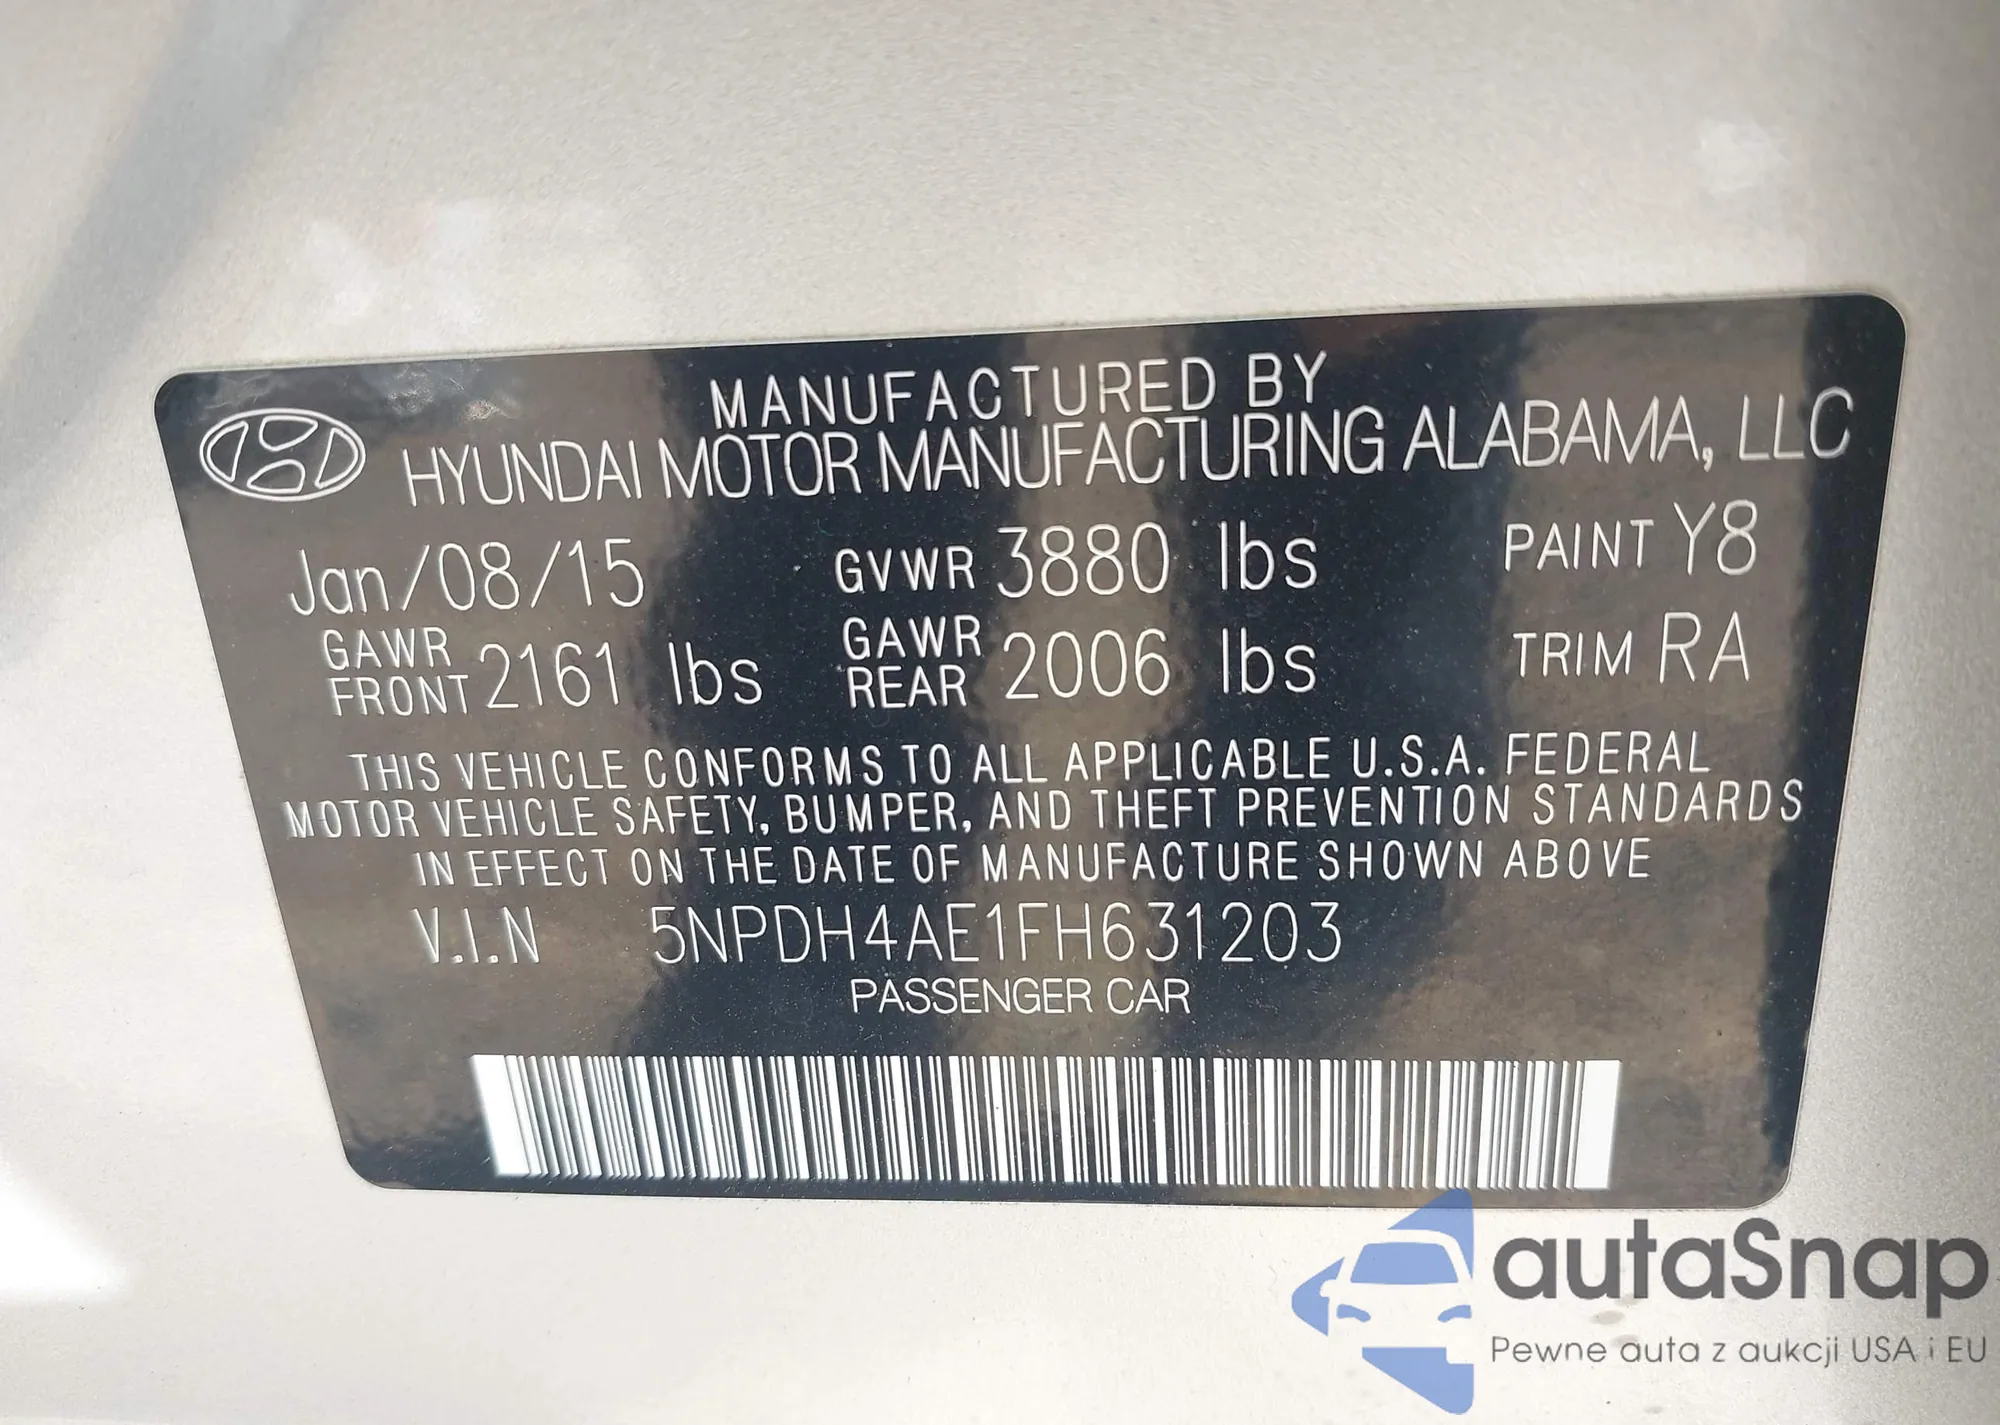 MANUFACTURED BY
HYUNDAI MOTOR MANUFACTURING ALABAMA, LLC
Jan/08/15 GVWR 3880 lbs PAINT Y8
GAWR FRONT 2161 lbs GAWR REAR 2006 lbs TRIM RA
THIS VEHICLE CONFORMS TO ALL APPLICABLE U.S.A. FEDERAL
MOTOR VEHICLE SAFETY, BUMPER, AND THEFT PREVENTION STANDARDS
IN EFFECT ON THE DATE OF MANUFACTURE SHOWN ABOVE
V.I.N 5NPDH4AE1FH631203
PASSENGER CAR
autaSnap
Pewne auta z aukcji USA i EU